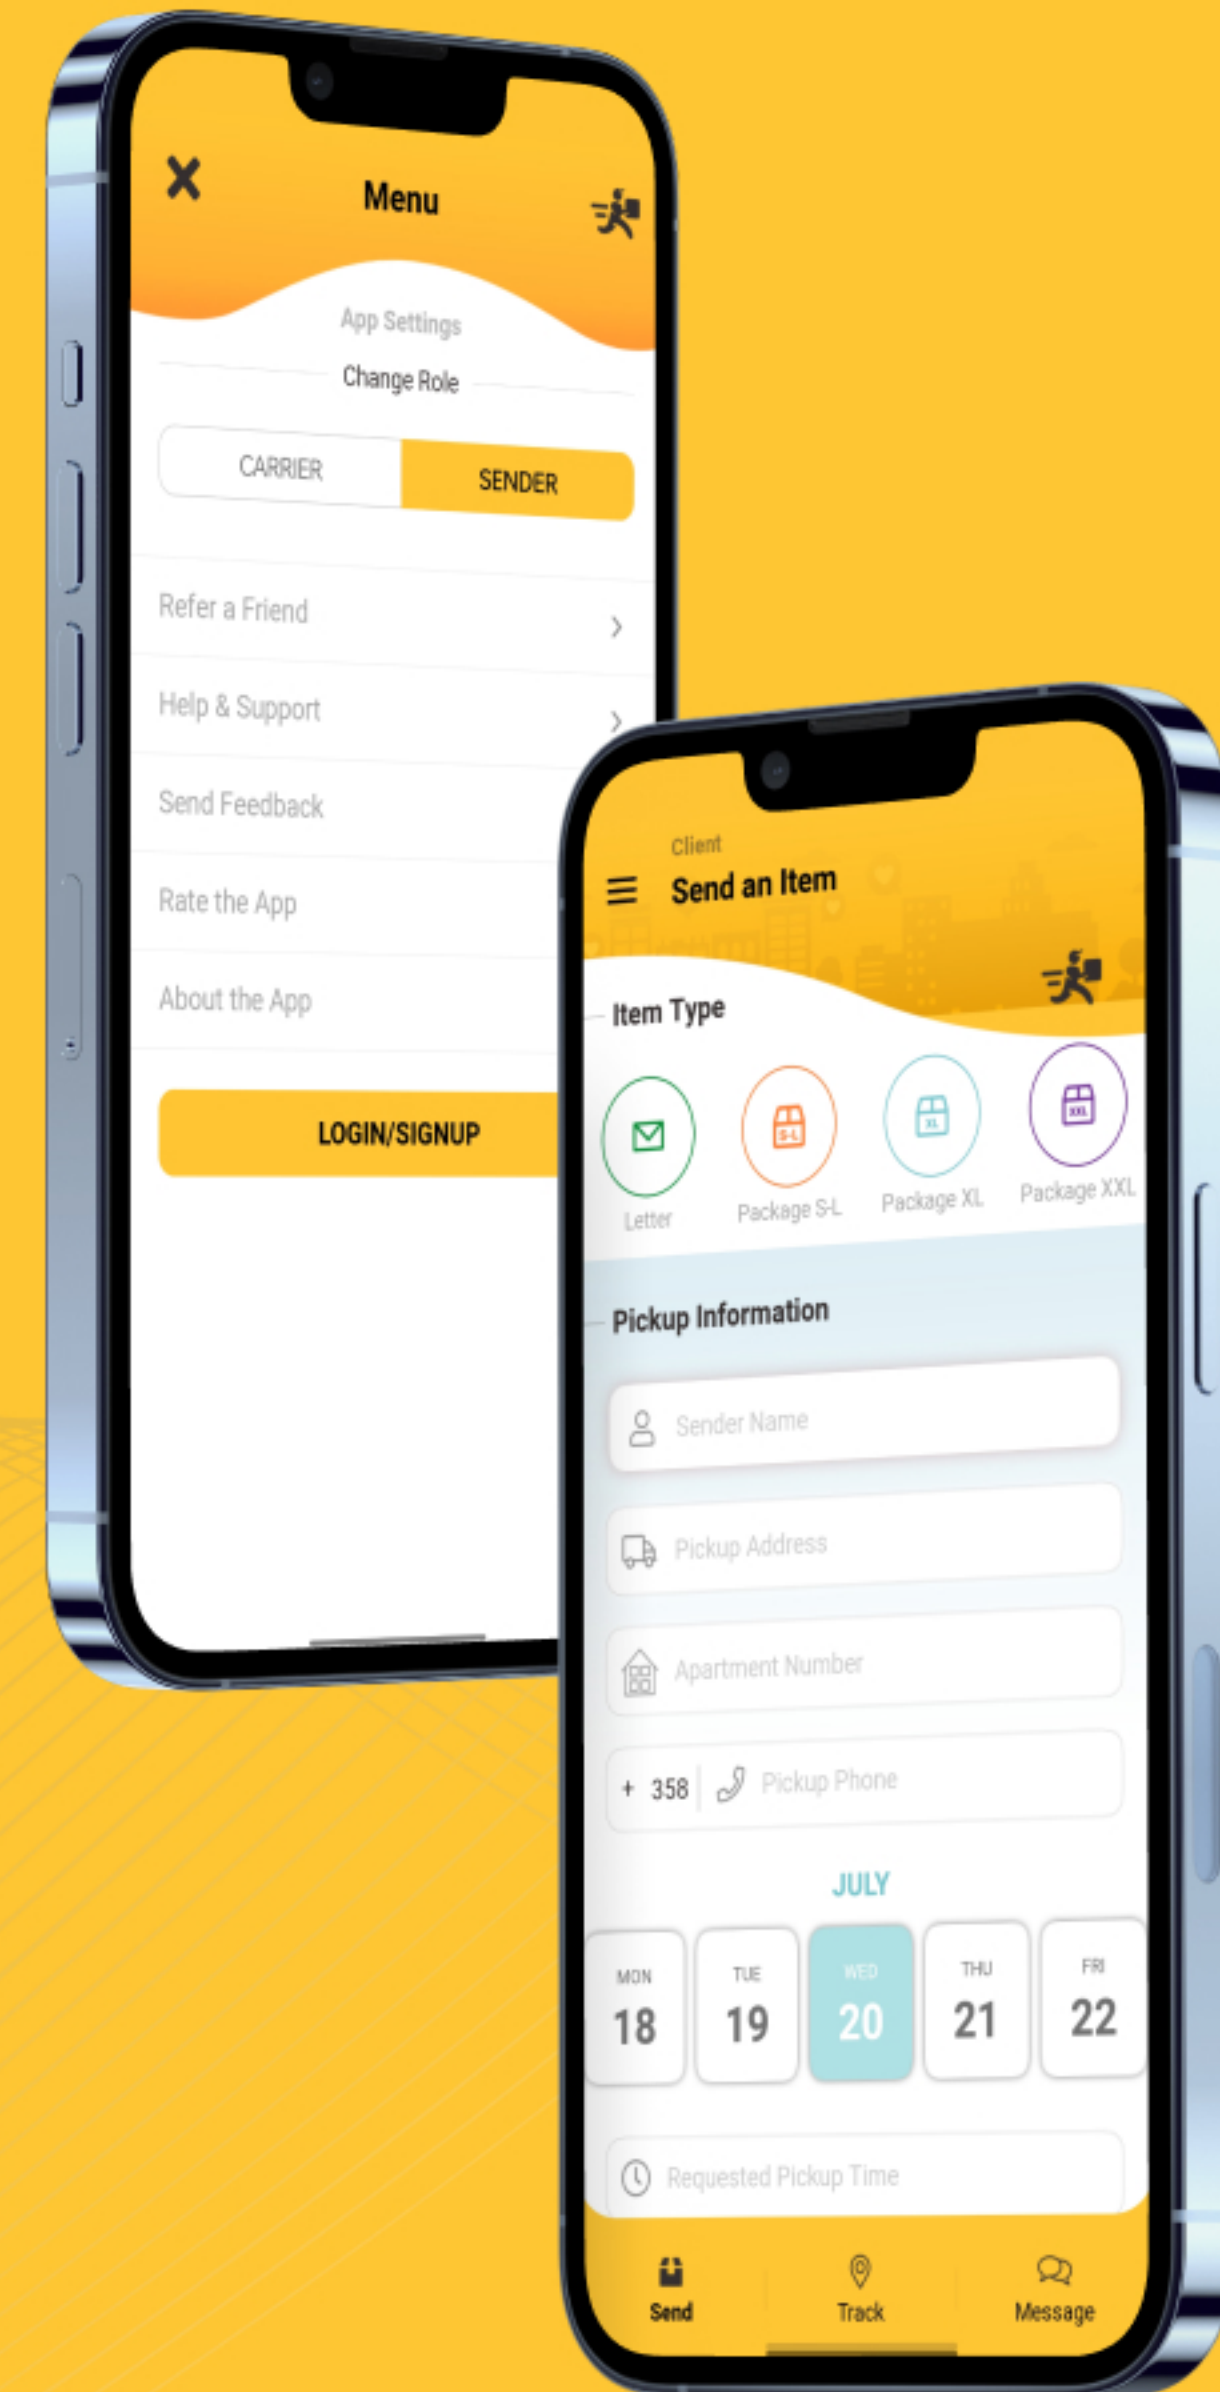 Menu
App Settings
Change Role
CARRIER SENDER
Refer a Friend
Help & Support
Send Feedback
Rate the App
About the App
LOGIN/SIGNUP
Client
Send an Item
Item Type
S-L XL XXL
Letter Package S-L Package XL Package XXL
Pickup Information
Sender Name
Pickup Address
Apartment Number
+ 358 Pickup Phone
JULY
MON TUE WED THU FRI
18 19 20 21 22
Requested Pickup Time
Send Track Message